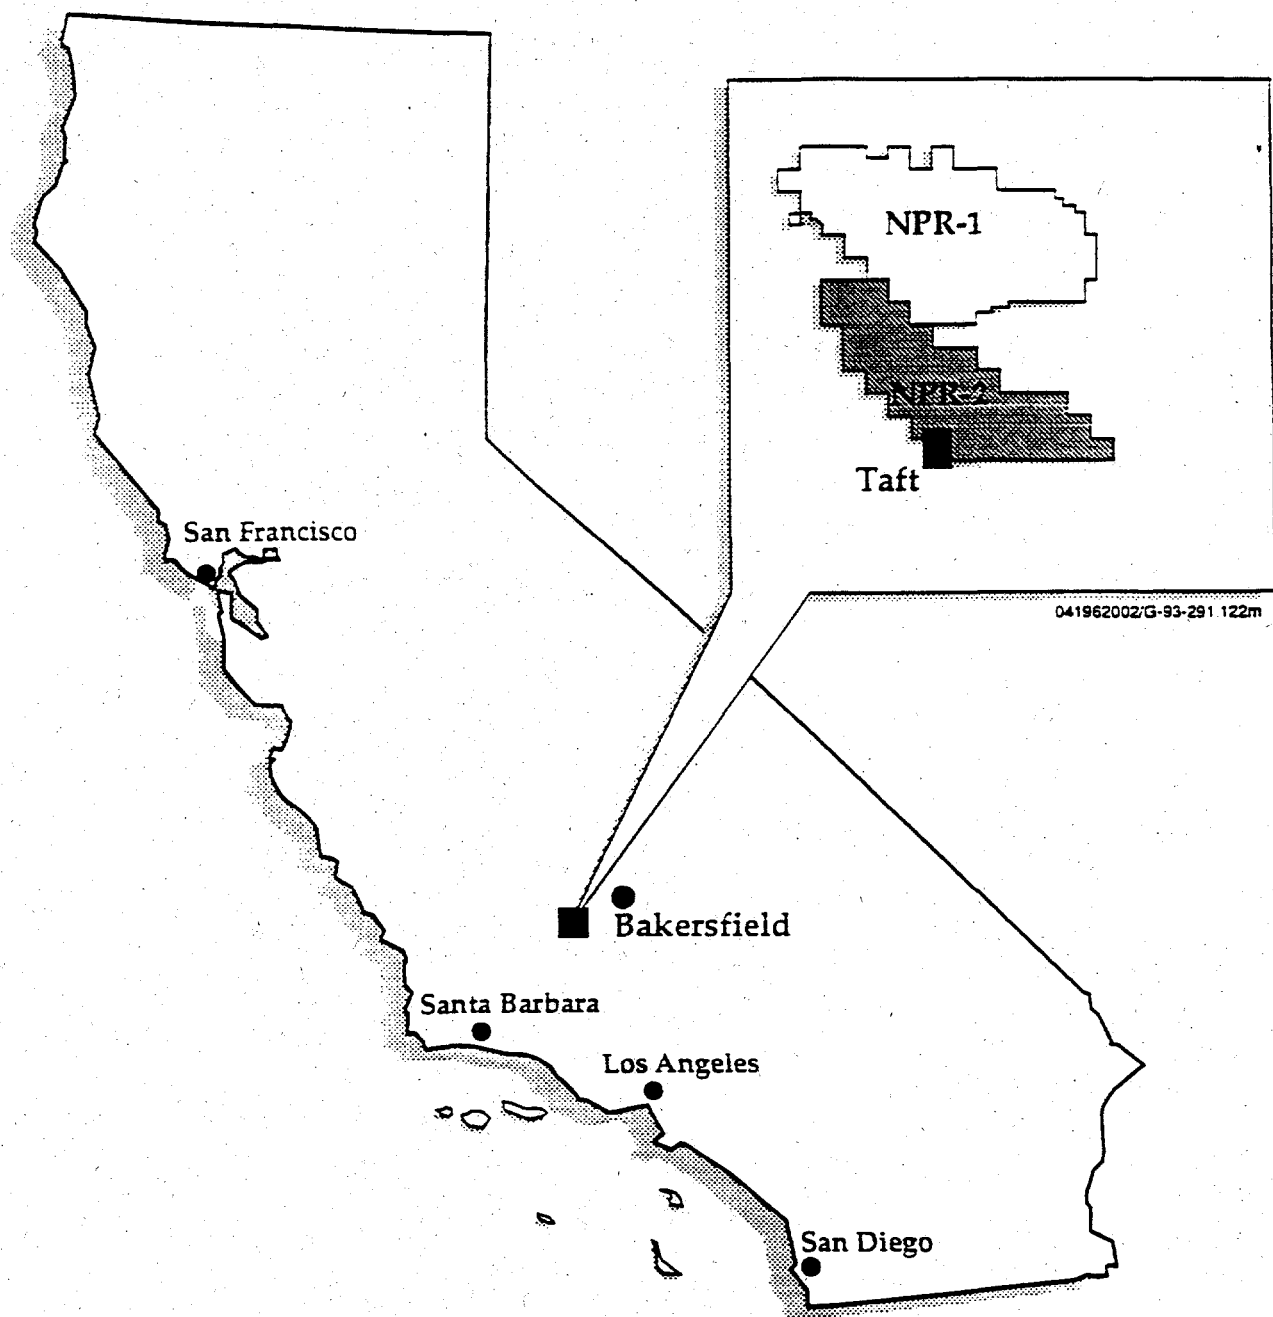 NPR-1
NPR-2
Taft
San Francisco
041962002/G-93-291.122m
Bakersfield
Santa Barbara
Los Angeles
San Diego